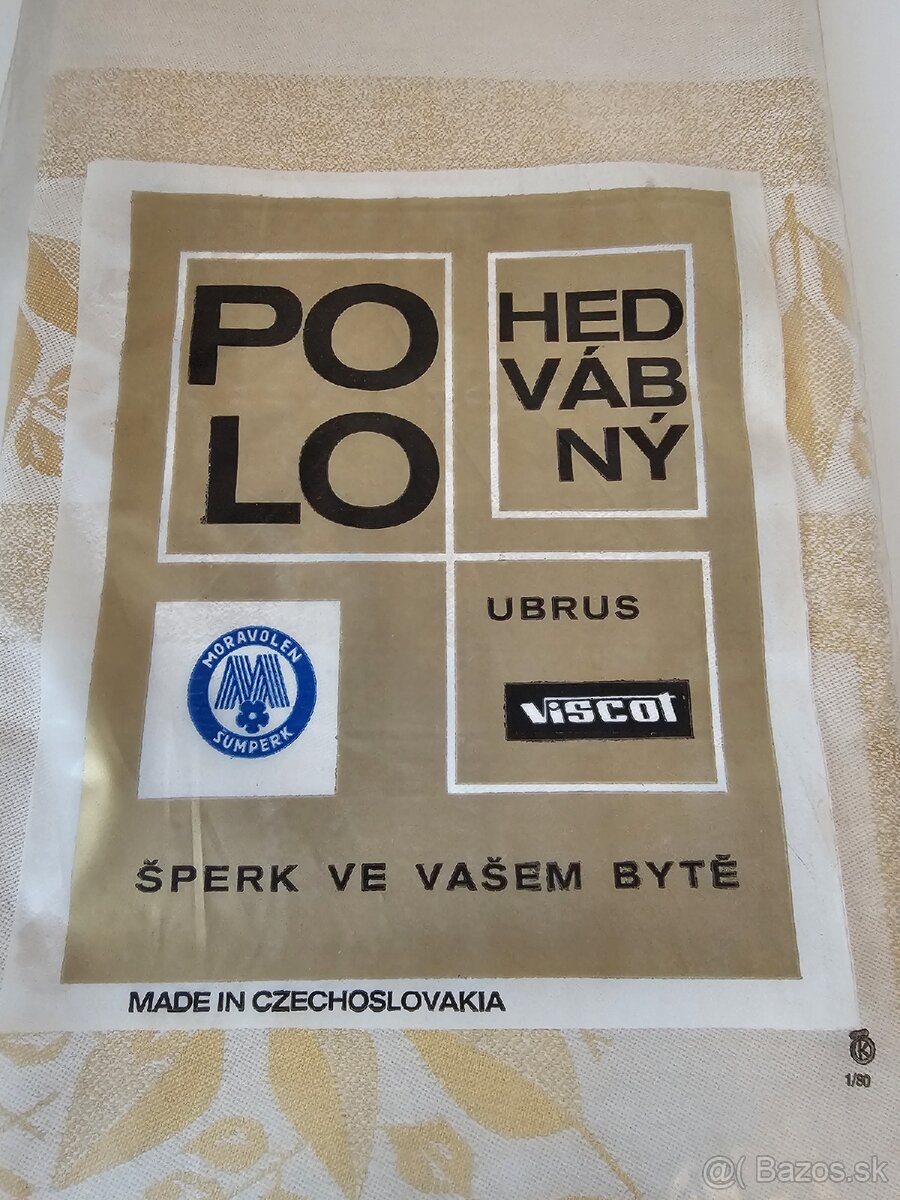 PO
LO
HED
VÁB
NÝ
MORAVOLEN
M
ŠUMPERK
UBRUS
viscot
ŠPERK VE VAŠEM BYTĚ
MADE IN CZECHOSLOVAKIA
K
1/80
@( Bazos.sk